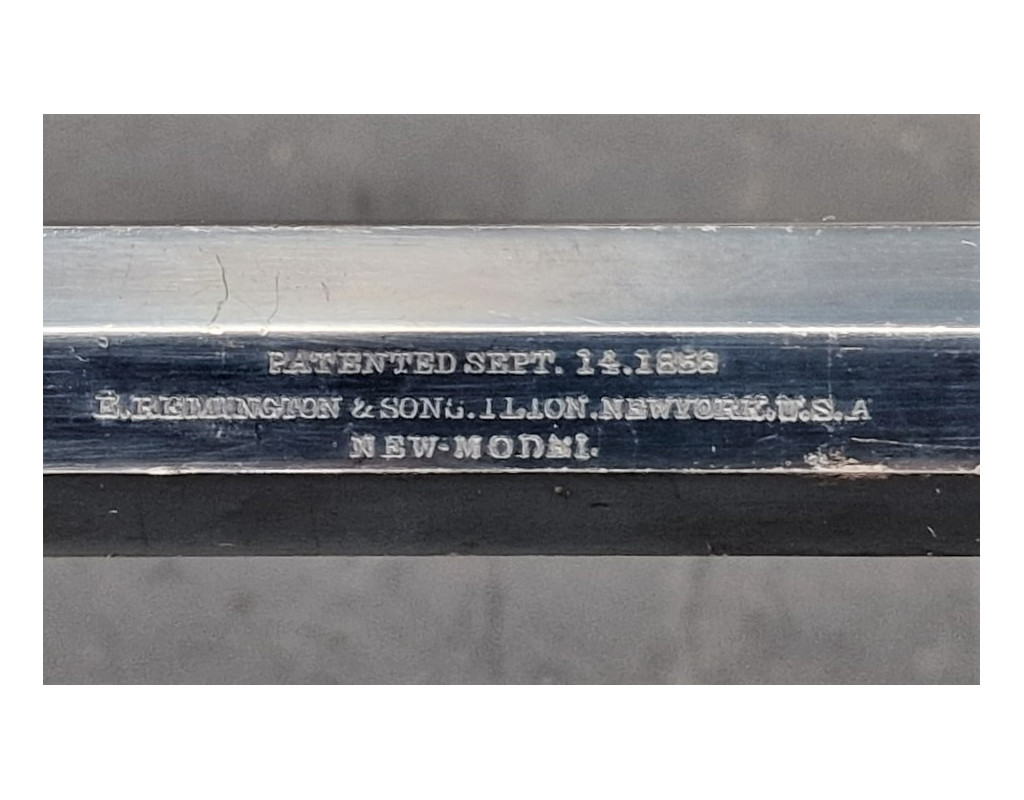 PATENTED SEPT. 14.1858
E.REMINGTON & SONS.ILION.NEWYORK.U.S.A
NEW-MODEL.